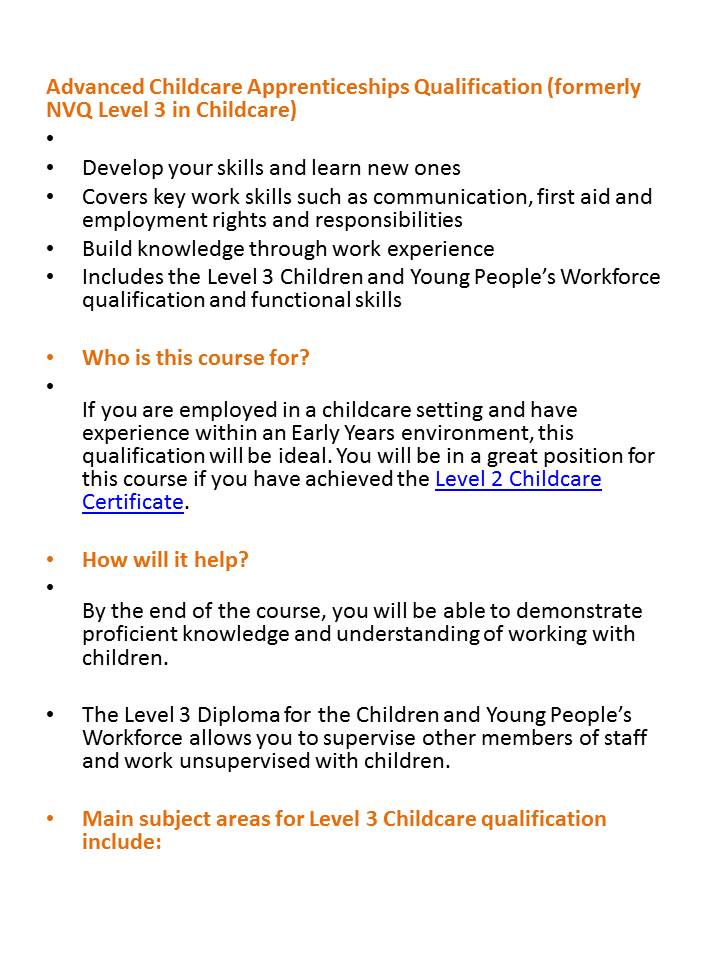 Advanced Childcare Apprenticeships Qualification (formerly
NVQ Level 3 in Childcare)
•
• Develop your skills and learn new ones
• Covers key work skills such as communication, first aid and
employment rights and responsibilities
• Build knowledge through work experience
• Includes the Level 3 Children and Young People’s Workforce
qualification and functional skills
• Who is this course for?
•
If you are employed in a childcare setting and have
experience within an Early Years environment, this
qualification will be ideal. You will be in a great position for
this course if you have achieved the Level 2 Childcare
Certificate.
• How will it help?
•
By the end of the course, you will be able to demonstrate
proficient knowledge and understanding of working with
children.
• The Level 3 Diploma for the Children and Young People’s
Workforce allows you to supervise other members of staff
and work unsupervised with children.
• Main subject areas for Level 3 Childcare qualification
include: